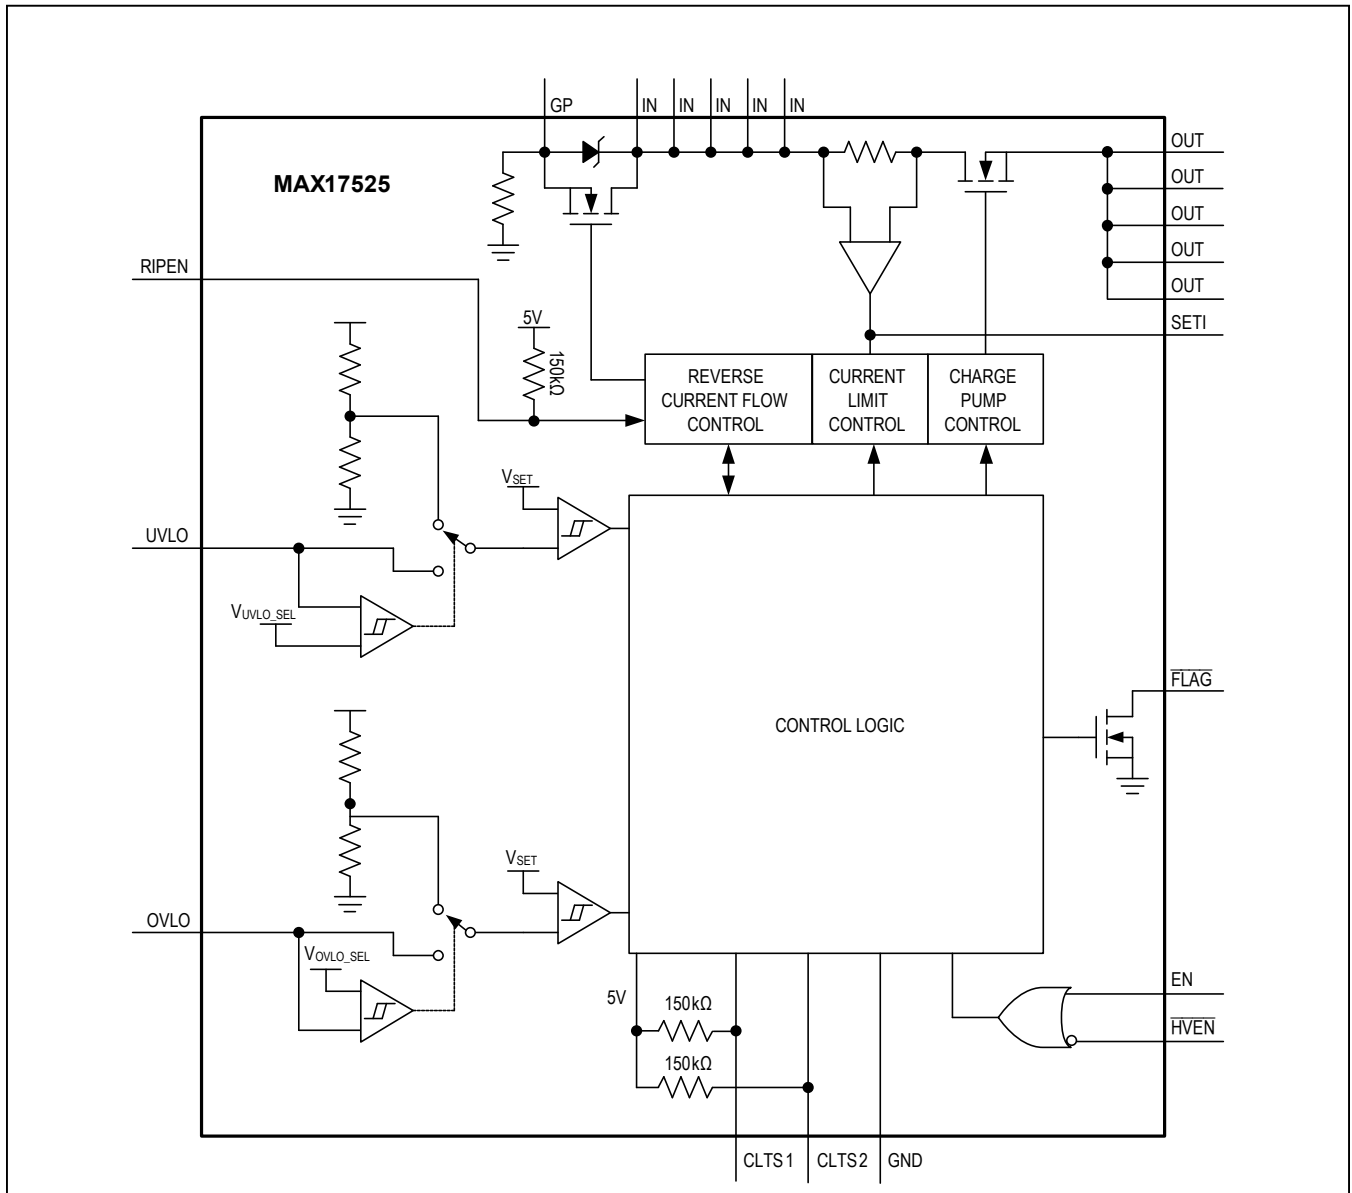 GP IN IN IN IN IN
MAX17525
OUT
OUT
OUT
OUT
OUT
RIPEN
SETI
5V
150kΩ
REVERSE
CURRENT FLOW
CONTROL
CURRENT
LIMIT
CONTROL
CHARGE
PUMP
CONTROL
VSET
UVLO
VUVLO_SEL
FLAG
CONTROL LOGIC
VSET
OVLO
VOVLO_SEL
5V
150kΩ
150kΩ
EN
HVEN
CLTS1 CLTS2 GND